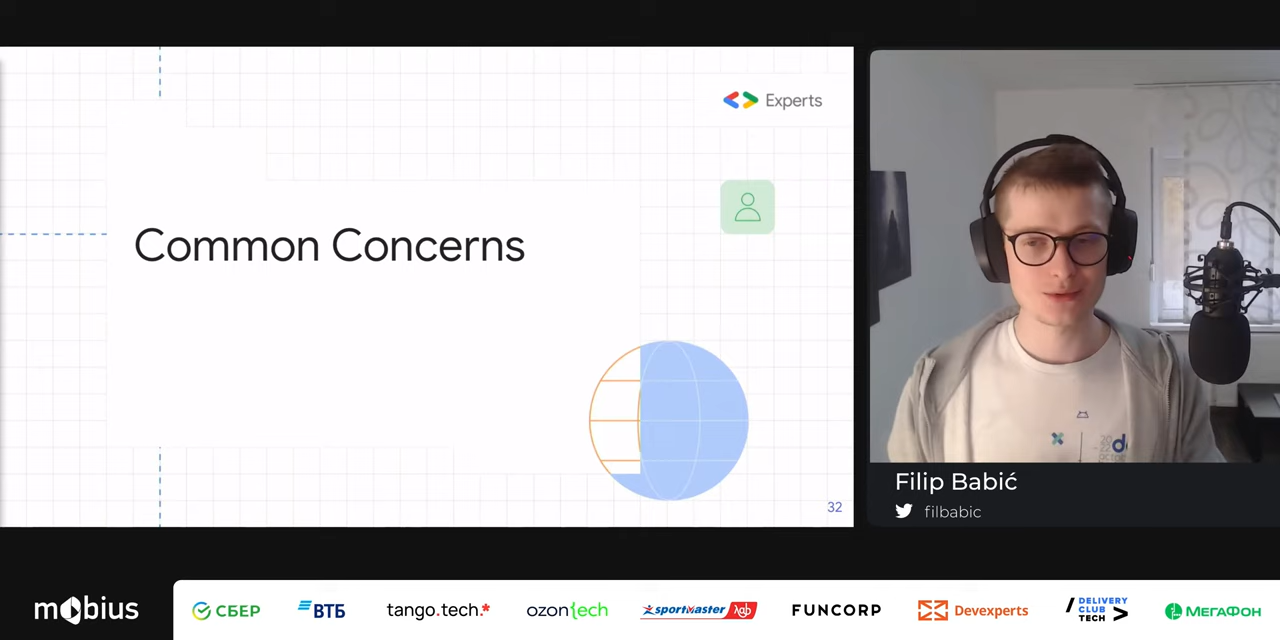 Experts
Common Concerns
32
Filip Babić
filbabic
mobius
СБЕР
ВТБ
tango.tech.*
ozon{tech
sportmaster lab
FUNCORP
Devexperts
/DELIVERY
CLUB
TECH >
МЕГАФОН